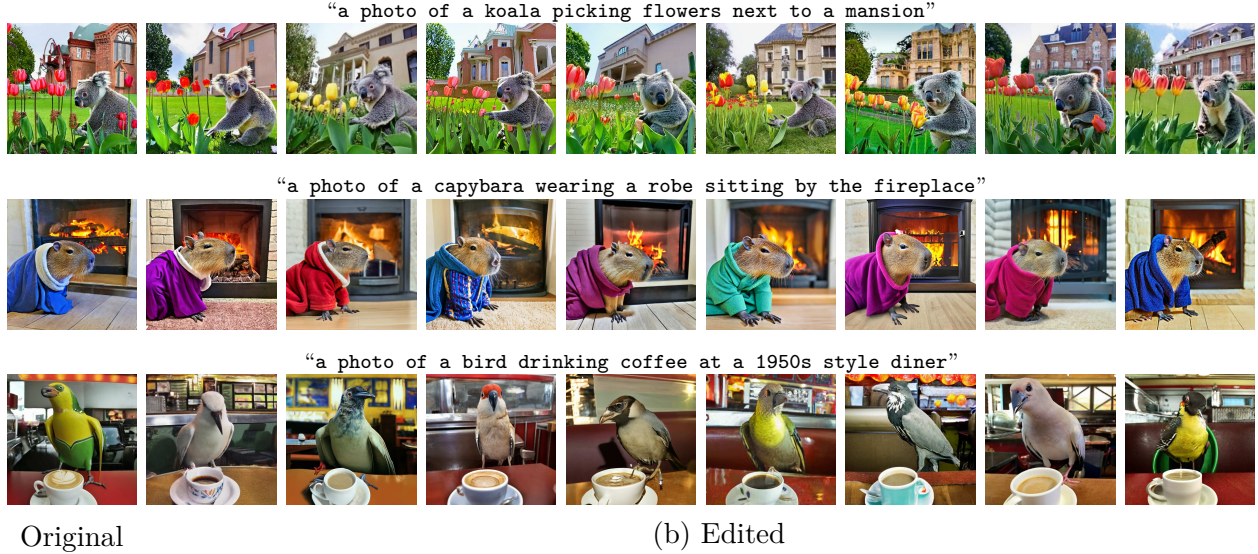 “a photo of a koala picking flowers next to a mansion”
“a photo of a capybara wearing a robe sitting by the fireplace”
“a photo of a bird drinking coffee at a 1950s style diner”
Original
(b) Edited